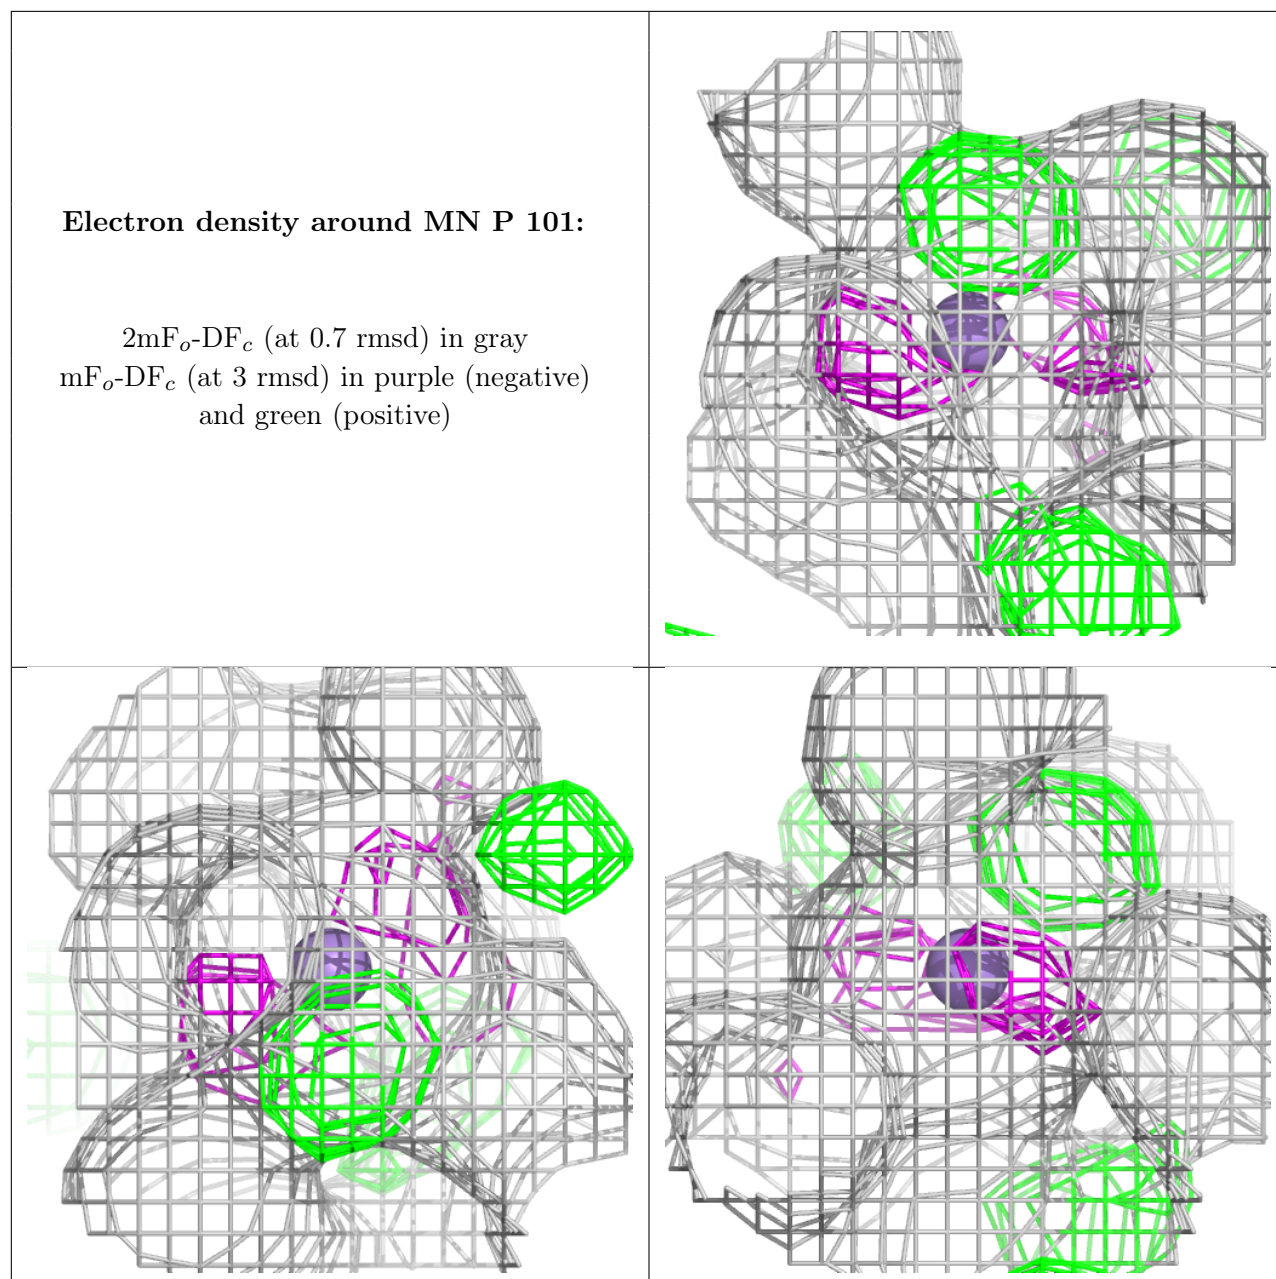 Electron density around MN P 101:
2mFo-DFc (at 0.7 rmsd) in gray
mFo-DFc (at 3 rmsd) in purple (negative)
and green (positive)